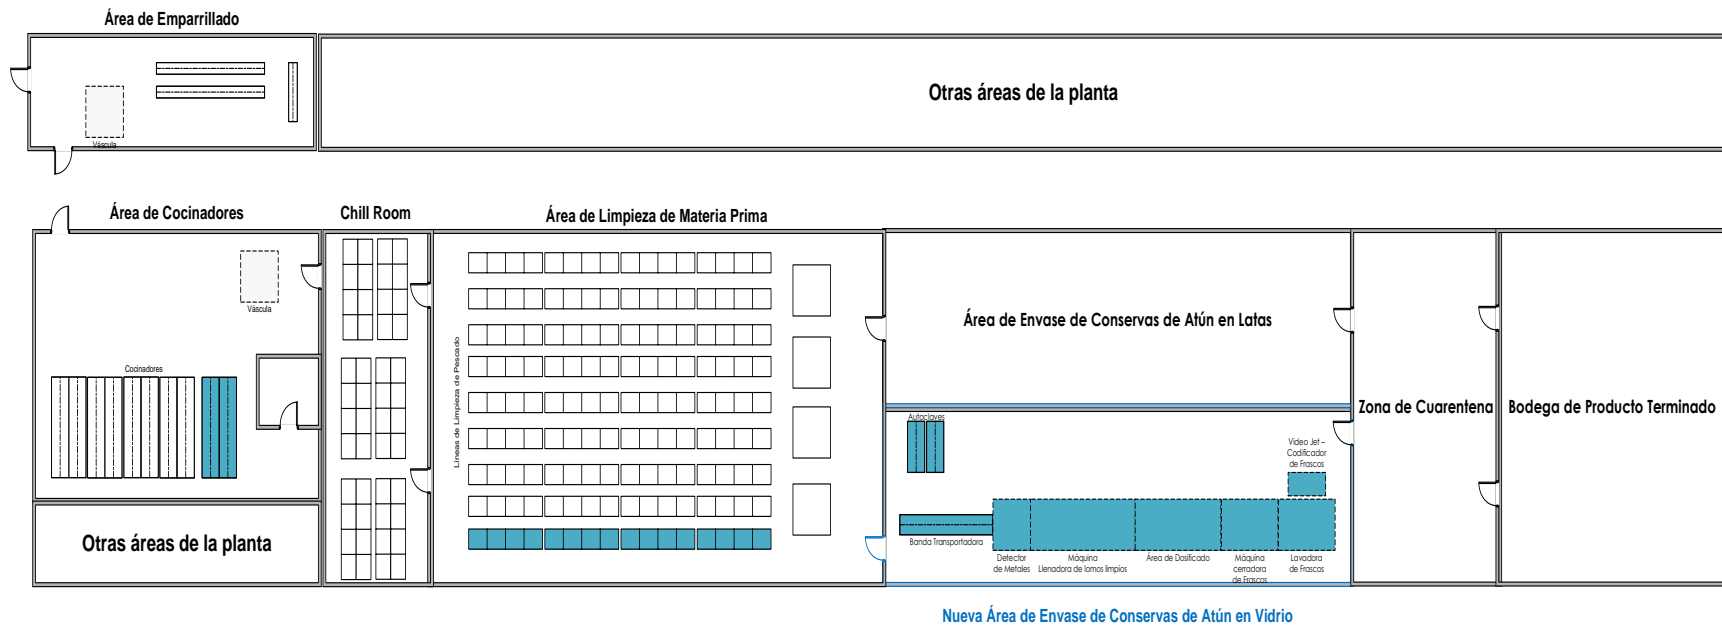 Área de Emparrillado
Otras áreas de la planta
Váscula
Área de Cocinadores
Chill Room
Área de Limpieza de Materia Prima
Váscula
Área de Envase de Conservas de Atún en Latas
Líneas de Limpieza de Pescado
Cocinadores
Zona de Cuarentena
Bodega de Producto Terminado
Autoclaves
Video Jet –
Codificador
de Frascos
Otras áreas de la planta
Banda Transportadora
Detector
de Metales
Máquina
Llenadora de lomos limpios
Área de Dosificado
Máquina
cerradora
de Frascos
Lavadora
de Frascos
Nueva Área de Envase de Conservas de Atún en Vidrio